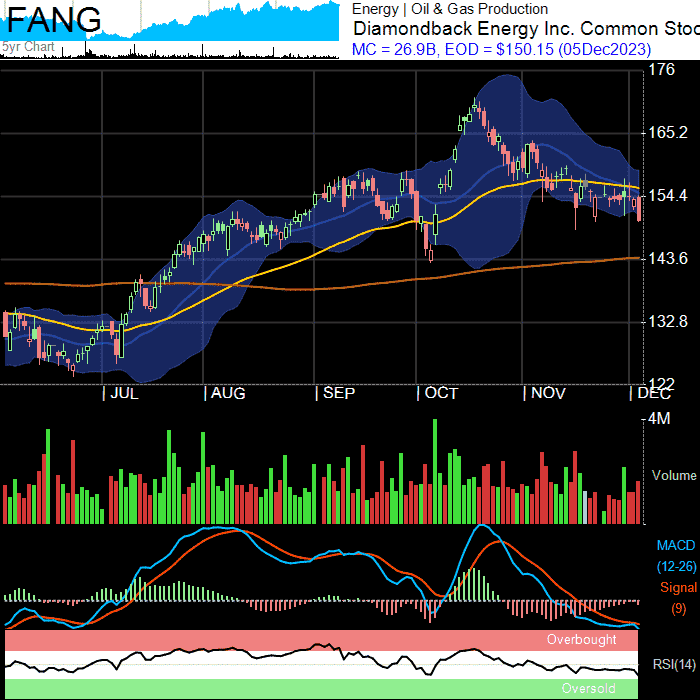 FANG
5yr Chart
Energy | Oil & Gas Production
Diamondback Energy Inc. Common Stoc
MC = 26.9B, EOD = $150.15 (05Dec2023)
176
165.2
154.4
143.6
132.8
122
| JUL | AUG | SEP | OCT | NOV | DEC
4M
Volume
MACD
(12-26)
Signal
(9)
Overbought
RSI(14)
Oversold